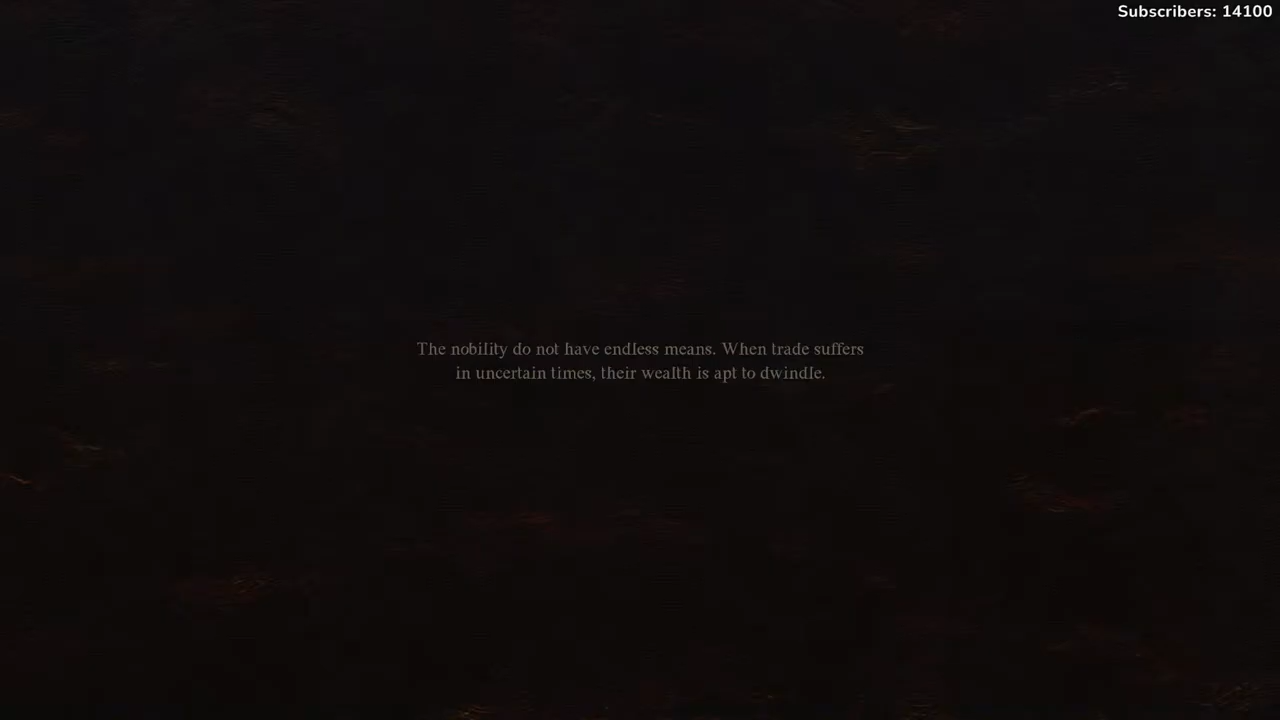 Subscribers: 14100
The nobility do not have endless means. When trade suffers
in uncertain times, their wealth is apt to dwindle.